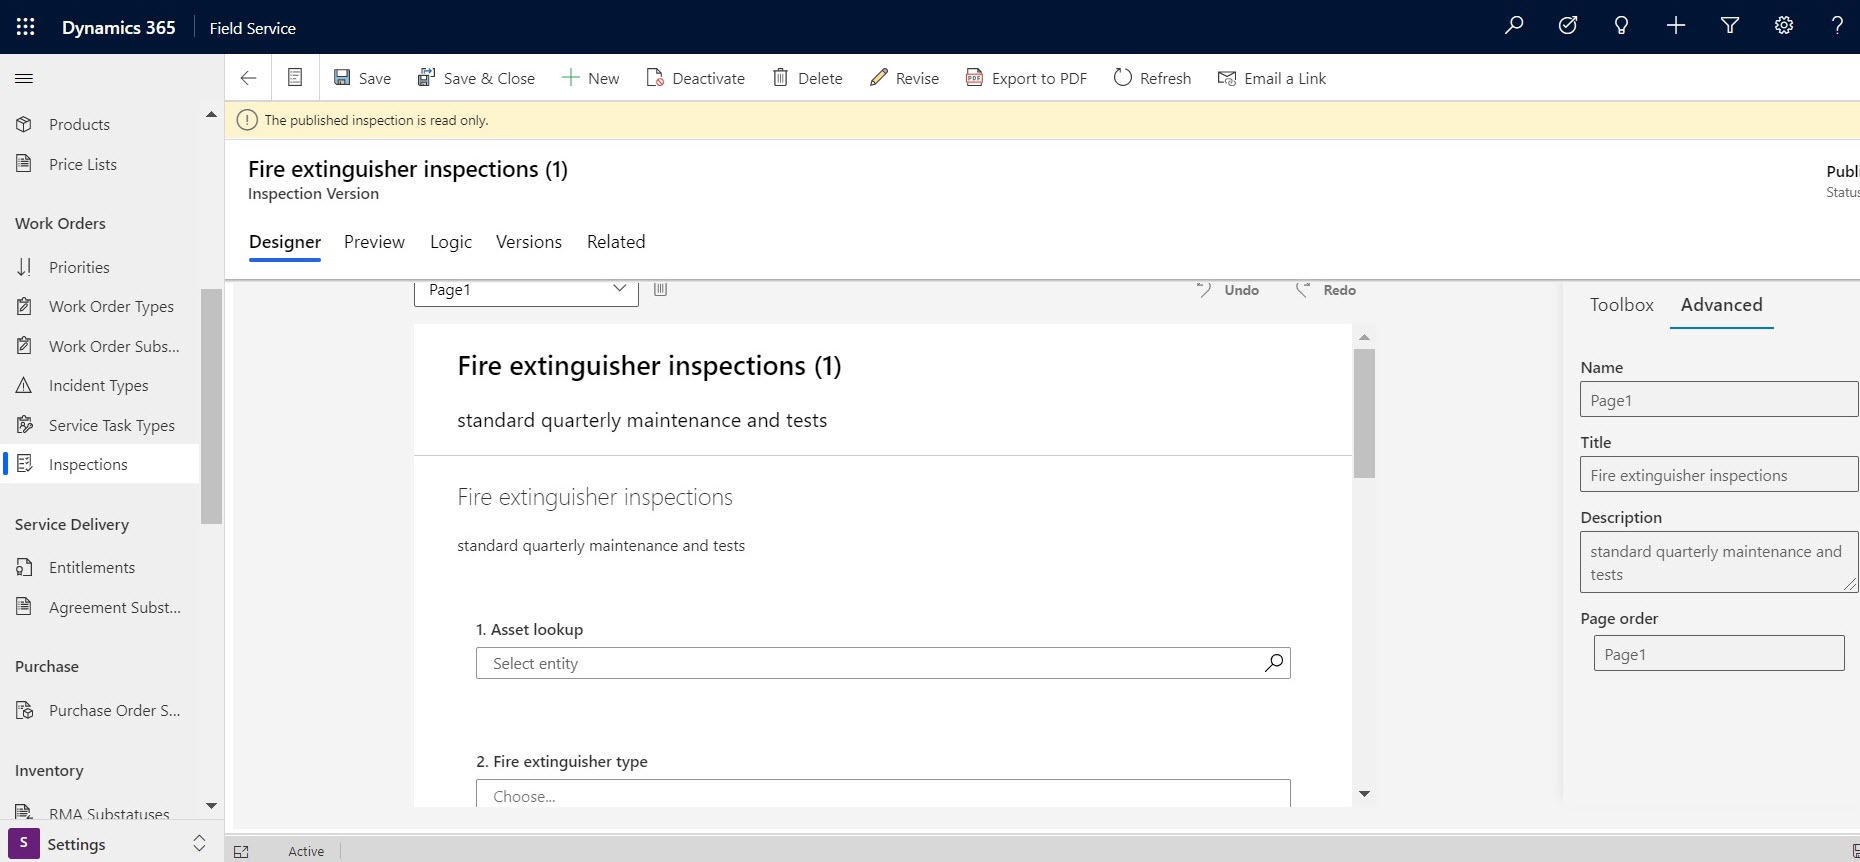 Dynamics 365
Field Service
Save
Save & Close
New
Deactivate
Delete
Revise
Export to PDF
Refresh
Email a Link
Products
Price Lists
Work Orders
Priorities
Work Order Types
Work Order Subs...
Incident Types
Service Task Types
Inspections
Service Delivery
Entitlements
Agreement Subst...
Purchase
Purchase Order S...
Inventory
RMA Substatuses
S
Settings
The published inspection is read only.
Fire extinguisher inspections (1)
Inspection Version
Publi
Status
Designer
Preview
Logic
Versions
Related
Page1
Undo
Redo
Fire extinguisher inspections (1)
standard quarterly maintenance and tests
Fire extinguisher inspections
standard quarterly maintenance and tests
1. Asset lookup
Select entity
2. Fire extinguisher type
Choose...
Toolbox
Advanced
Name
Page1
Title
Fire extinguisher inspections
Description
standard quarterly maintenance and
tests
Page order
Page1
Active